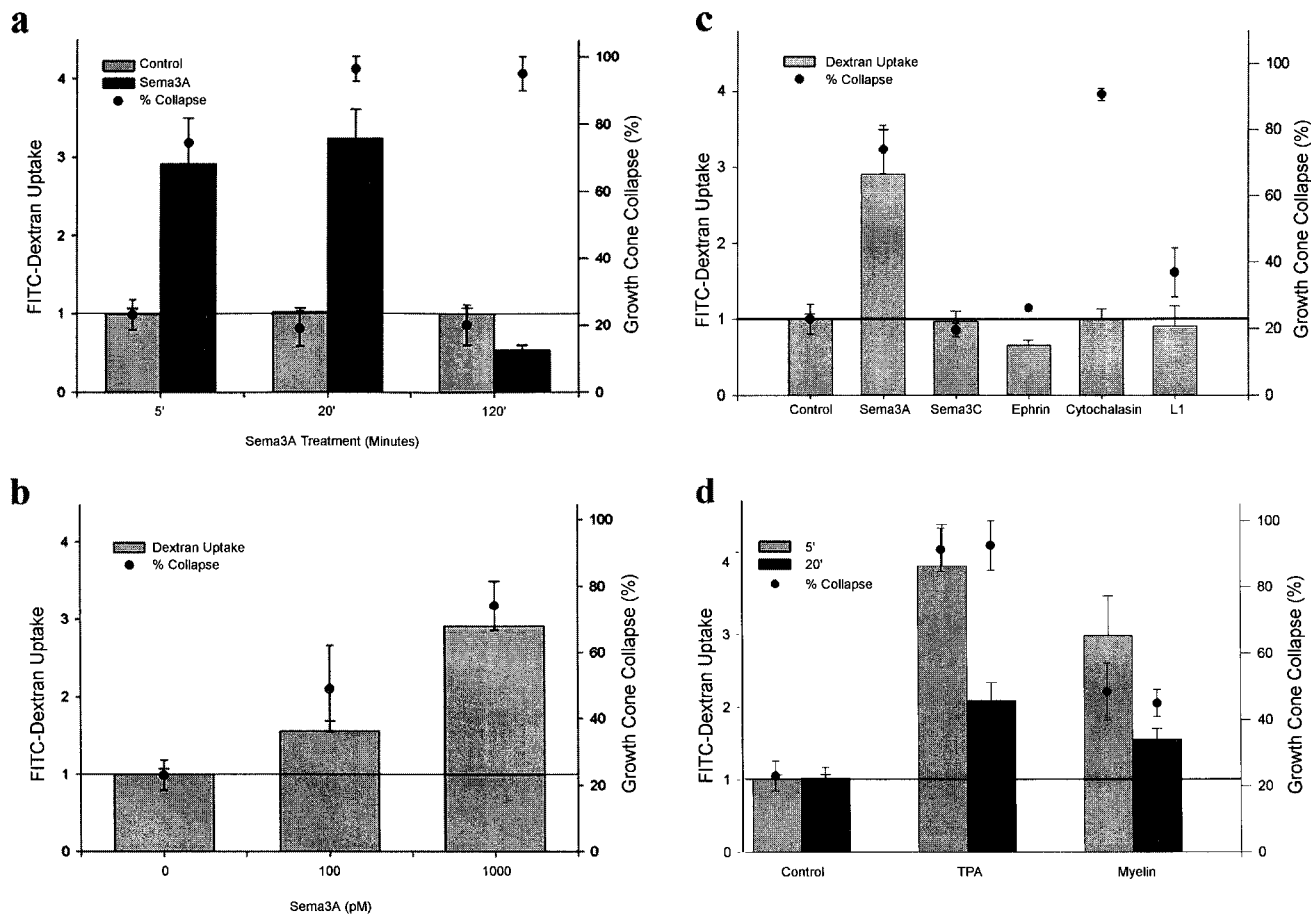 a
Control
Sema3A
% Collapse
FITC-Dextran Uptake
4
3
2
1
0
100
80
60
40
20
0
Growth Cone Collapse (%)
5'
20'
120'
Sema3A Treatment (Minutes)
b
Dextran Uptake
% Collapse
FITC-Dextran Uptake
4
3
2
1
0
100
80
60
40
20
0
Growth Cone Collapse (%)
0
100
1000
Sema3A (pM)
c
Dextran Uptake
% Collapse
FITC-Dextran Uptake
4
3
2
1
0
100
80
60
40
20
0
Growth Cone Collapse (%)
Control
Sema3A
Sema3C
Ephrin
Cytochalasin
L1
d
5'
20'
% Collapse
FITC-Dextran Uptake
4
3
2
1
0
100
80
60
40
20
0
Growth Cone Collapse (%)
Control
TPA
Myelin